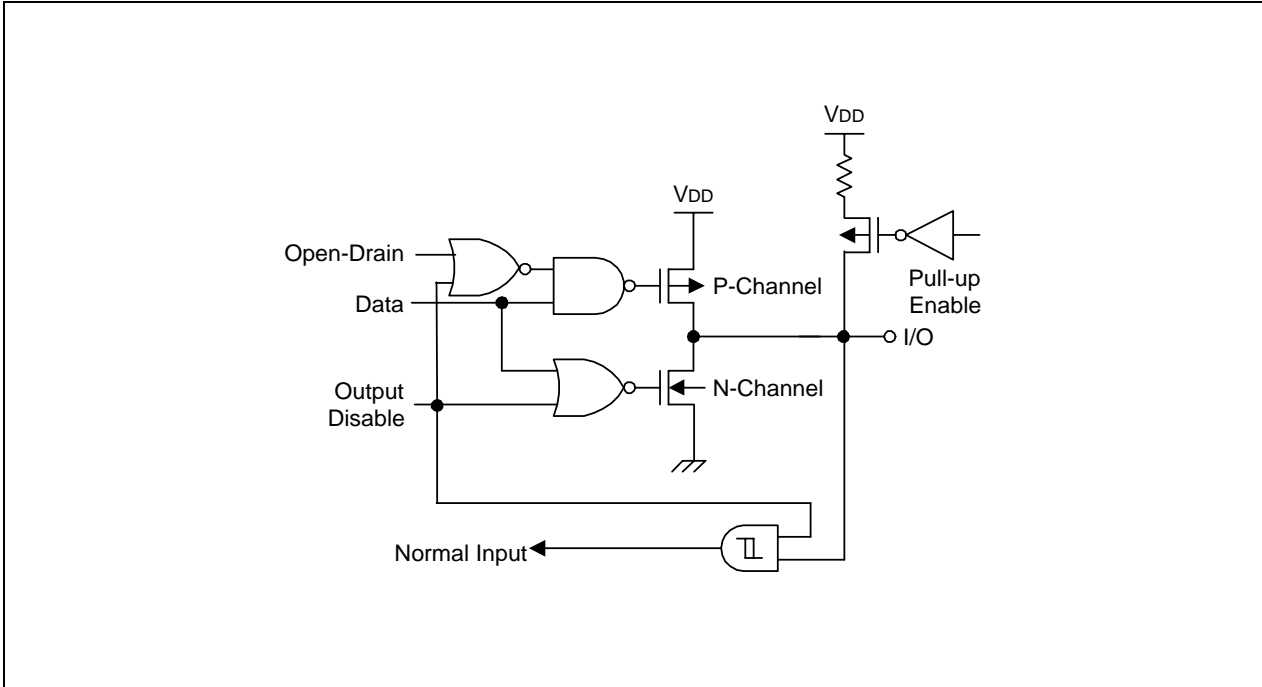 VDD
VDD
Open-Drain
P-Channel
Pull-up
Enable
Data
I/O
N-Channel
Output
Disable
Normal Input